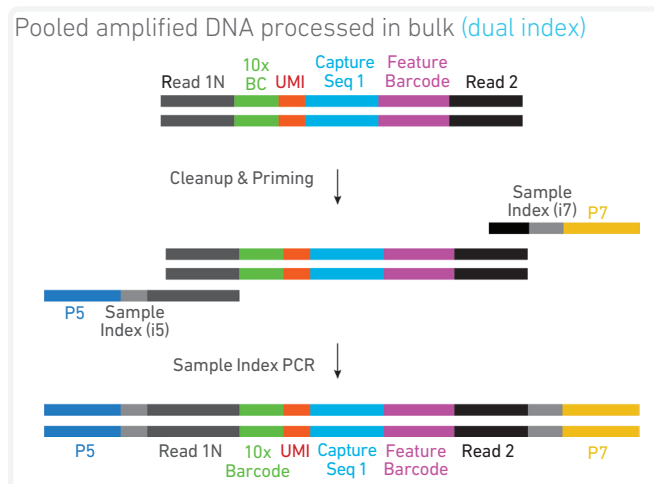 Pooled amplified DNA processed in bulk (dual index)
Read 1N
10x
BC
UMI
Capture
Seq 1
Feature
Barcode
Read 2
Cleanup & Priming
Sample
Index (i7)
P7
P5
Sample
Index (i5)
Sample Index PCR
P5
Read 1N
10x
Barcode
UMI
Capture
Seq 1
Feature
Barcode
Read 2
P7